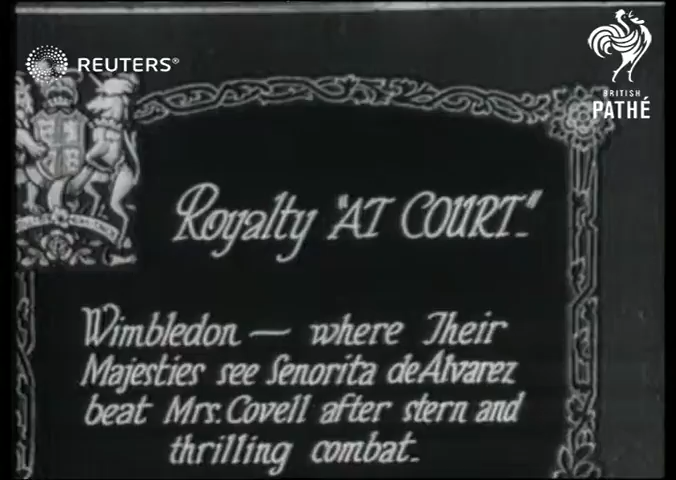 REUTERS®
BRITISH
PATHÉ
Royalty "AT COURT."
Wimbledon — where Their
Majesties see Senorita de Alvarez
beat Mrs. Covell after stern and
thrilling combat.